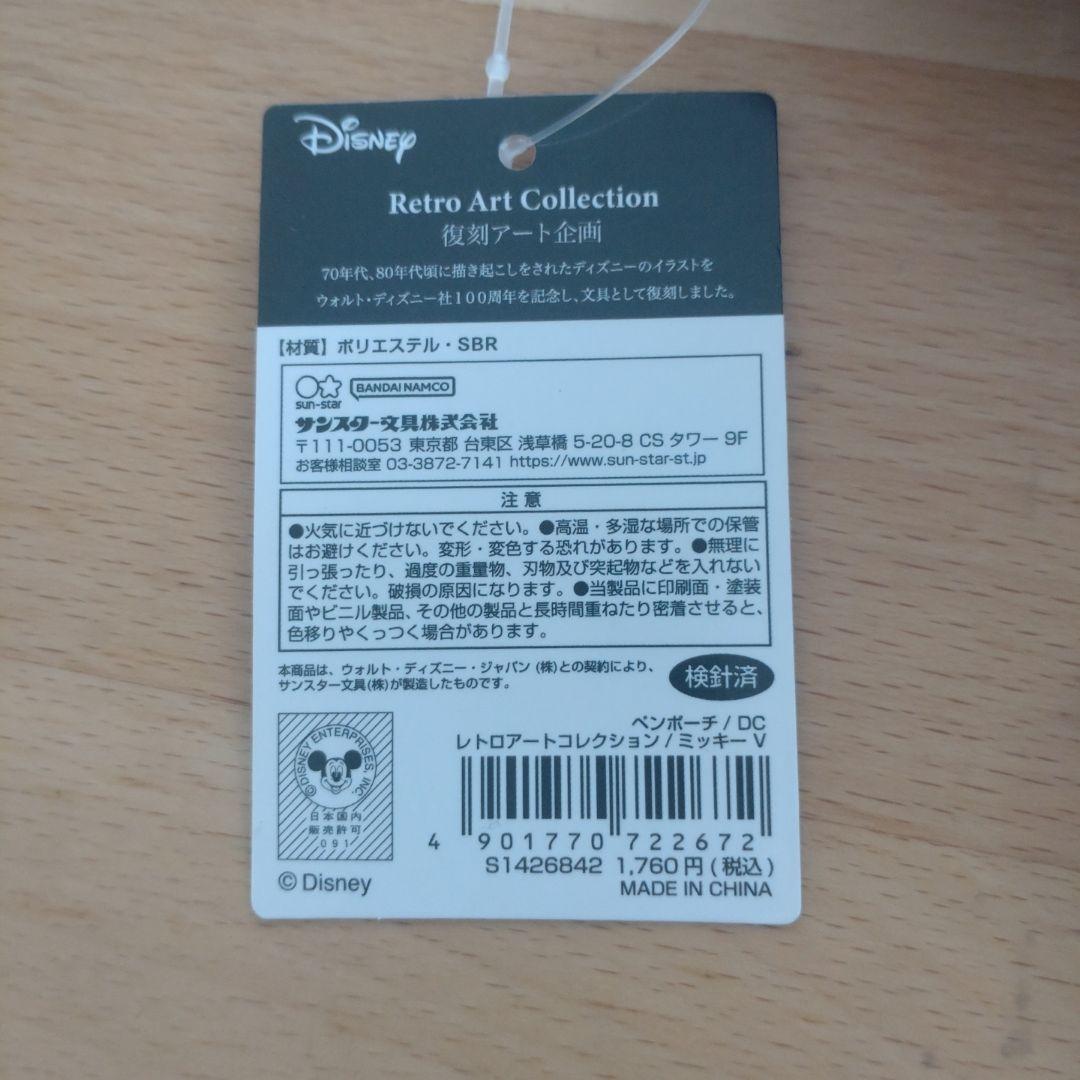 Disney
Retro Art Collection
復刻アート企画
70年代、80年代頃に描き起こしをされたディズニーのイラストを
ウォルト・ディズニー社100周年を記念し、文具として復刻しました。
【材質】ポリエステル・SBR
sun-star BANDAI NAMCO
サンスター文具株式会社
〒111-0053 東京都 台東区 浅草橋 5-20-8 CS タワー 9F
お客様相談室 03-3872-7141 https://www.sun-star-st.jp
注意
●火気に近づけないでください。●高温・多湿な場所での保管
はお避けください。変形・変色する恐れがあります。●無理に
引っ張ったり、過度の重量物、刃物及び突起物などを入れない
でください。破損の原因になります。●当製品に印刷面・塗装
面やビニル製品、その他の製品と長時間重ねたり密着させると、
色移りやくっつく場合があります。
本商品は、ウォルト・ディズニー・ジャパン (株)との契約により、
サンスター文具(株)が製造したものです。
検針済
ペンポーチ / DC
レトロアートコレクション / ミッキー V
©DISNEY ENTERPRISES, INC.
日本国内
販売許可
091
4 901770 722672
S1426842 1,760円(税込)
© Disney
MADE IN CHINA